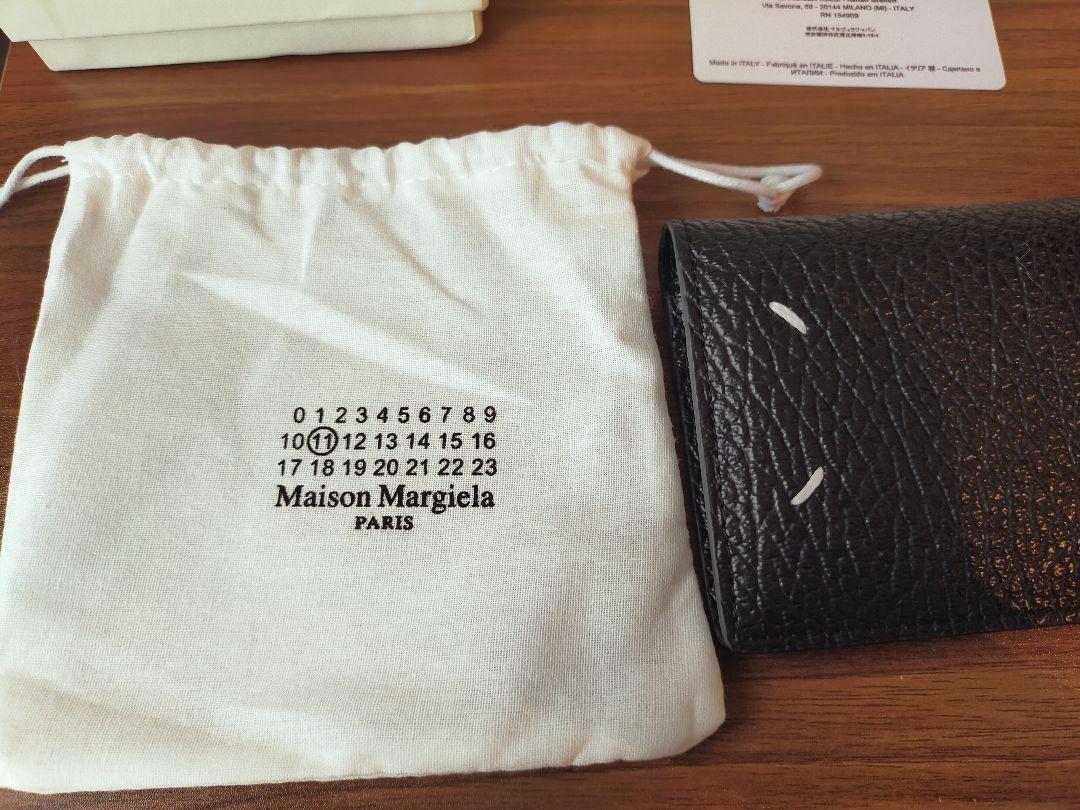 Via Savona, 80 - 20144 MILANO (MI) - ITALY
RN 154909
Made in ITALY - Fabriqué en ITALIE - Hecho en ITALIA - イタリア 製 - Сделано в
ИТАЛИИ - Produzido em ITALIA
0 1 2 3 4 5 6 7 8 9
10 11 12 13 14 15 16
17 18 19 20 21 22 23
Maison Margiela
PARIS